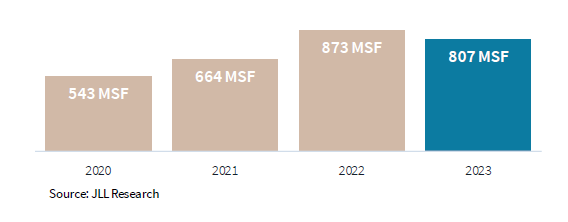 873 MSF
807 MSF
664 MSF
543 MSF
2020 2021 2022 2023
Source: JLL Research